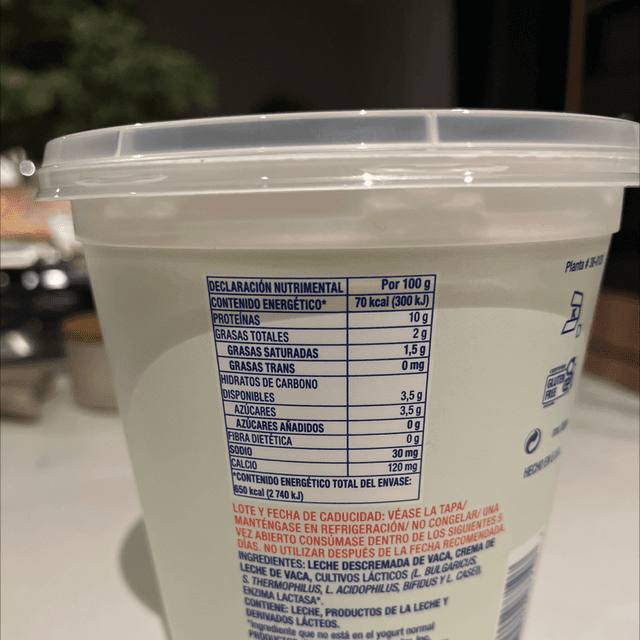 DECLARACIÓN NUTRIMENTAL Por 100 g
CONTENIDO ENERGÉTICO* 70 kcal (300 kJ)
PROTEÍNAS 10 g
GRASAS TOTALES 2 g
GRASAS SATURADAS 1,5 g
GRASAS TRANS 0 mg
HIDRATOS DE CARBONO
DISPONIBLES 3,5 g
AZÚCARES 3,5 g
AZÚCARES AÑADIDOS 0 g
FIBRA DIETÉTICA 0 g
SODIO 30 mg
CALCIO 120 mg
*CONTENIDO ENERGÉTICO TOTAL DEL ENVASE:
650 kcal (2 740 kJ)
LOTE Y FECHA DE CADUCIDAD: VÉASE LA TAPA/
MANTÉNGASE EN REFRIGERACIÓN/ NO CONGELAR/ UNA
VEZ ABIERTO CONSÚMASE DENTRO DE LOS SIGUIENTES 5
DÍAS. NO UTILIZAR DESPUÉS DE LA FECHA RECOMENDADA.
INGREDIENTES: LECHE DESCREMADA DE VACA, CREMA DE
LECHE DE VACA, CULTIVOS LÁCTICOS (L. BULGARICUS,
S. THERMOPHILUS, L. ACIDOPHILUS, BIFIDUS Y L. CASEI),
ENZIMA LACTASA*.
CONTIENE: LECHE, PRODUCTOS DE LA LECHE Y
DERIVADOS LÁCTEOS.
*Ingrediente que no está en el yogurt normal
Planta #
GLUTEN
FREE
HECHO EN